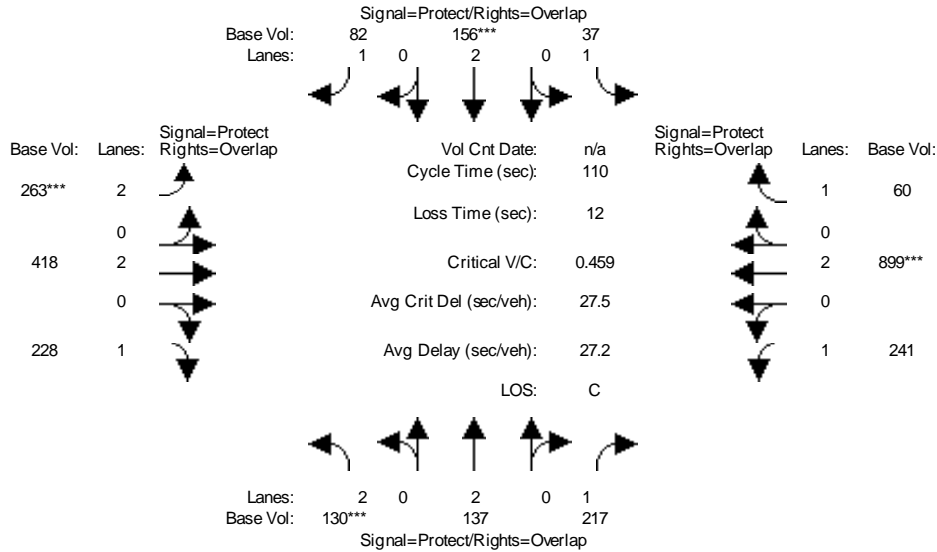 Signal=Protect/Rights=Overlap
Base Vol: 82 156*** 37
Lanes: 1 0 2 0 1
Signal=Protect
Base Vol: Lanes: Rights=Overlap
Vol Cnt Date: n/a
Signal=Protect
Rights=Overlap Lanes: Base Vol:
Cycle Time (sec): 110
263*** 2
1 60
Loss Time (sec): 12
0
0
418 2
Critical V/C: 0.459
2 899***
0
Avg Crit Del (sec/veh): 27.5
0
228 1
Avg Delay (sec/veh): 27.2
1 241
LOS: C
Lanes: 2 0 2 0 1
Base Vol: 130*** 137 217
Signal=Protect/Rights=Overlap